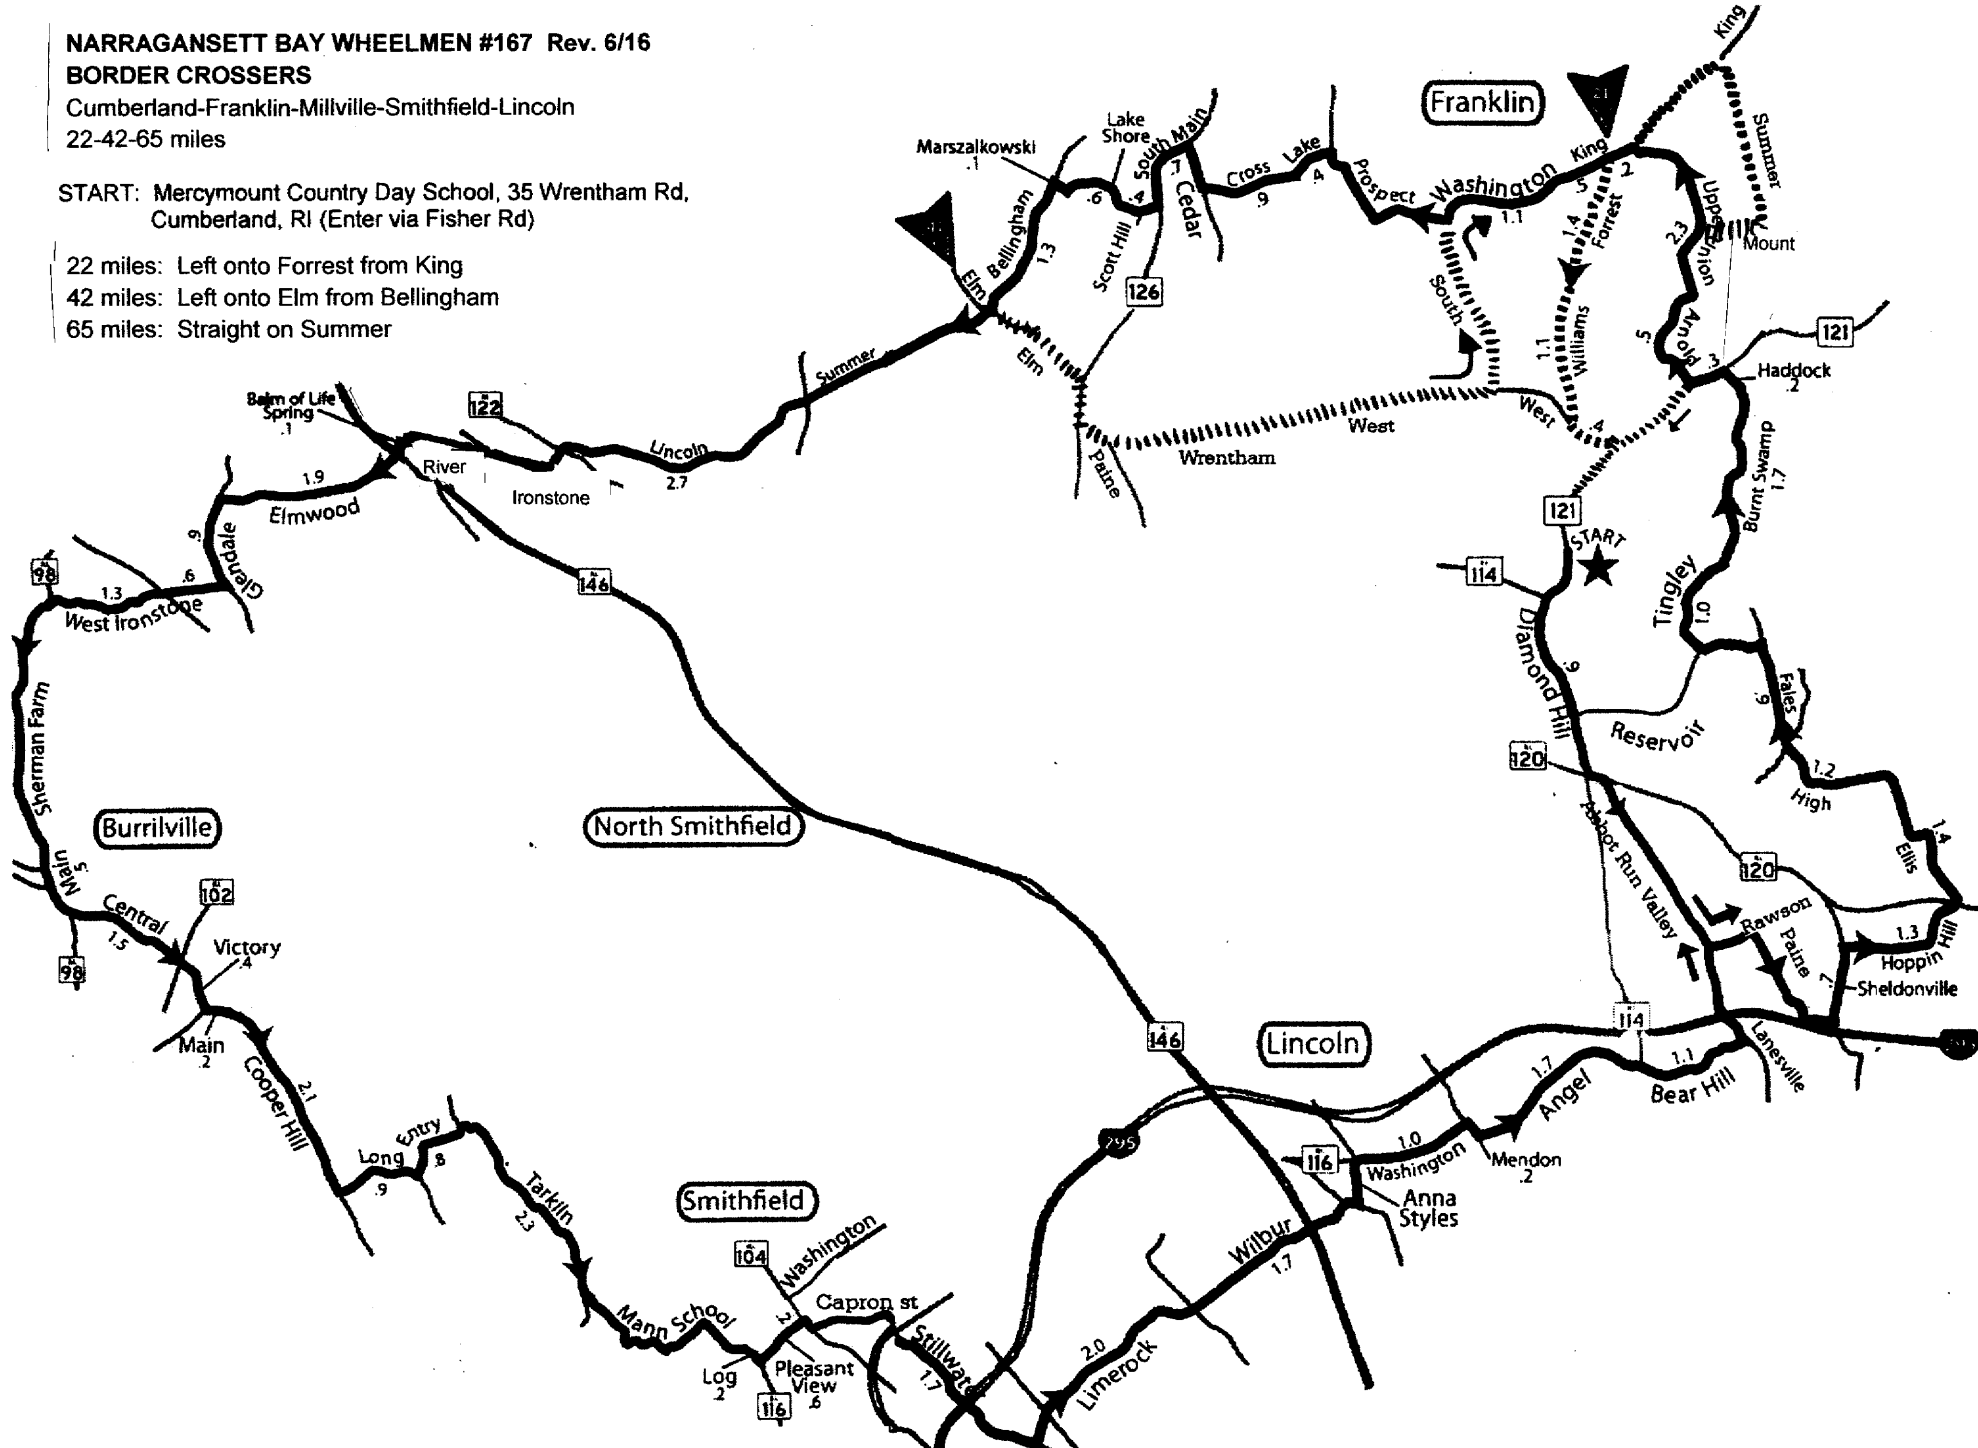 NARRAGANSETT BAY WHEELMEN #167 Rev. 6/16
BORDER CROSSERS
Cumberland-Franklin-Millville-Smithfield-Lincoln
22-42-65 miles
START: Mercymount Country Day School, 35 Wrentham Rd,
Cumberland, RI (Enter via Fisher Rd)
22 miles: Left onto Forrest from King
42 miles: Left onto Elm from Bellingham
65 miles: Straight on Summer
King
Summer
Mount
Franklin
King
.5
.2
Washington
1.1
1.4
Forrest
Upper Union
2.3
Arnold
.5
.3
121
Haddock
.2
Williams
1.1
.4
South
West
West
Wrentham
Prospect
Lake
.4
Cross
.9
Cedar
South Main
.7
Lake
Shore
.4
.6
Scott Hill
126
Marszalkowski
.1
Bellingham
1.3
Elm
Elm
Paine
Summer
Lincoln
2.7
122
Ironstone
River
Balm of Life
Spring
.1
1.9
Elmwood
.9
Glendale
.6
1.3
West Ironstone
98
146
Sherman Farm
Burrilville
North Smithfield
Main
.5
Central
1.5
98
102
Victory
.4
Main
.2
Cooper Hill
2.1
Long
.9
Entry
.8
Tarklin
2.3
Mann School
Log
.2
Pleasant
View
.6
116
.2
104
Washington
Smithfield
Capron st
Stillwater
1.7
Limerock
2.0
295
146
Wilbur
1.7
Anna
Styles
116
Washington
1.0
Mendon
.2
Lincoln
Angel
1.7
Bear Hill
1.1
114
Lanesville
Rawson
Paine
.7
Sheldonville
Hoppin
Hill
1.3
Ellis
1.4
High
1.2
Fales
.9
120
120
Abbot Run Valley
Reservoir
Diamond Hill
.9
114
121
START
Tingley
1.0
Burnt Swamp
1.7